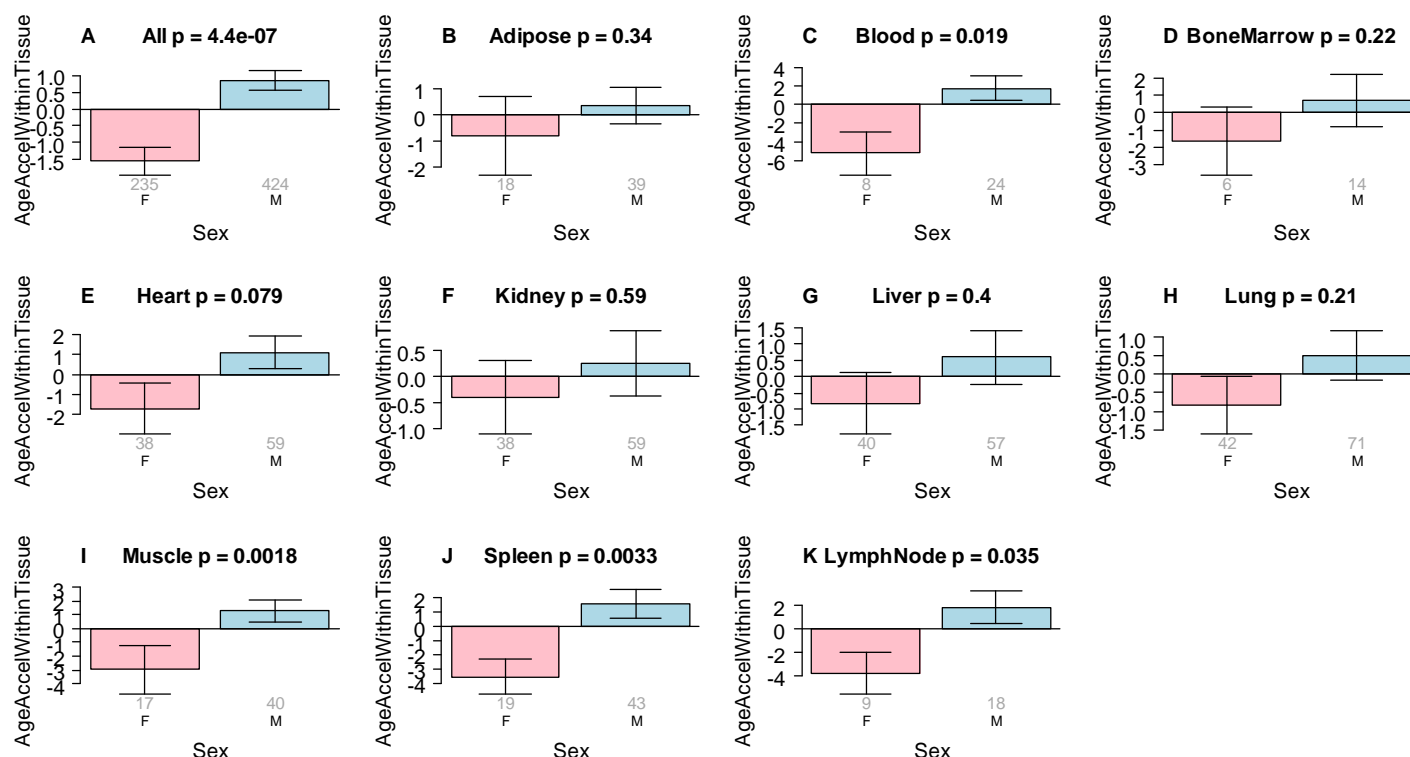 A All p = 4.4e-07
AgeAccelWithinTissue
1.0
0.5
0.0
-0.5
-1.0
-1.5
235
424
F
M
Sex
B Adipose p = 0.34
AgeAccelWithinTissue
1
0
-1
-2
18
39
F
M
Sex
C Blood p = 0.019
AgeAccelWithinTissue
4
2
0
-2
-4
-6
8
24
F
M
Sex
D BoneMarrow p = 0.22
AgeAccelWithinTissue
2
1
0
-1
-2
-3
6
14
F
M
Sex
E Heart p = 0.079
AgeAccelWithinTissue
2
1
0
-1
-2
38
59
F
M
Sex
F Kidney p = 0.59
AgeAccelWithinTissue
0.5
0.0
-0.5
-1.0
38
59
F
M
Sex
G Liver p = 0.4
AgeAccelWithinTissue
1.5
1.0
0.5
0.0
-0.5
-1.0
-1.5
40
57
F
M
Sex
H Lung p = 0.21
AgeAccelWithinTissue
1.0
0.5
0.0
-0.5
-1.0
-1.5
42
71
F
M
Sex
I Muscle p = 0.0018
AgeAccelWithinTissue
3
2
1
0
-1
-2
-3
-4
17
40
F
M
Sex
J Spleen p = 0.0033
AgeAccelWithinTissue
2
1
0
-1
-2
-3
-4
19
43
F
M
Sex
K LymphNode p = 0.035
AgeAccelWithinTissue
2
0
-2
-4
9
18
F
M
Sex